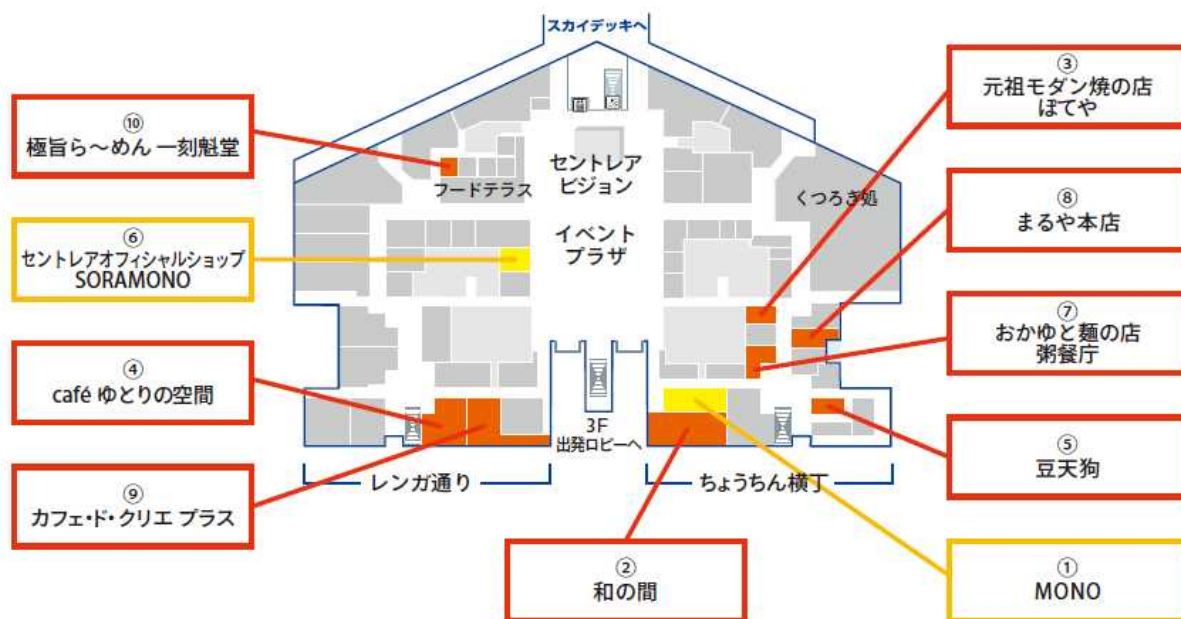 スカイデッキへ
③
元祖モダン焼の店
ぼてや
⑩
極旨ら～めん 一刻魁堂
セントレア
ビジョン
フードテラス
くつろぎ処
⑧
まるや本店
⑥
セントレアオフィシャルショップ
SORAMONO
イベント
プラザ
⑦
おかゆと麺の店
粥餐庁
④
café ゆとりの空間
3F
出発ロビーへ
⑤
豆天狗
レンガ通り
ちょうちん横丁
⑨
カフェ・ド・クリエ プラス
②
和の間
①
MONO